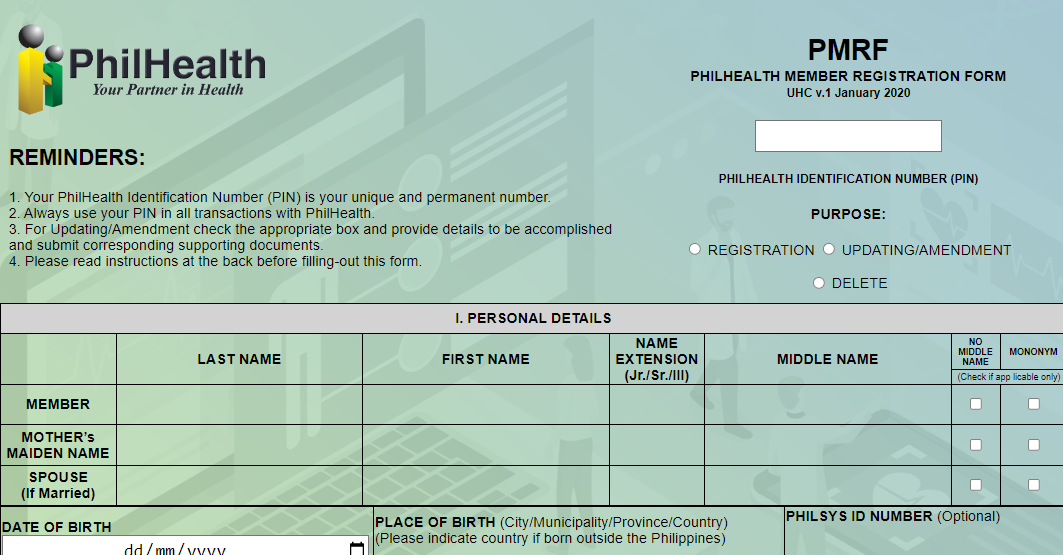 PhilHealth
Your Partner in Health
PMRF
PHILHEALTH MEMBER REGISTRATION FORM
UHC v.1 January 2020
PHILHEALTH IDENTIFICATION NUMBER (PIN)
PURPOSE:
REGISTRATION UPDATING/AMENDMENT
DELETE
REMINDERS:
1. Your PhilHealth Identification Number (PIN) is your unique and permanent number.
2. Always use your PIN in all transactions with PhilHealth.
3. For Updating/Amendment check the appropriate box and provide details to be accomplished
and submit corresponding supporting documents.
4. Please read instructions at the back before filling-out this form.
I. PERSONAL DETAILS
LAST NAME
FIRST NAME
NAME
EXTENSION
(Jr./Sr./III)
MIDDLE NAME
NO
MIDDLE
NAME
MONONYM
(Check if app licable only)
MEMBER
MOTHER's
MAIDEN NAME
SPOUSE
(If Married)
DATE OF BIRTH
dd/mm/yyyy
PLACE OF BIRTH (City/Municipality/Province/Country)
(Please indicate country if born outside the Philippines)
PHILSYS ID NUMBER (Optional)